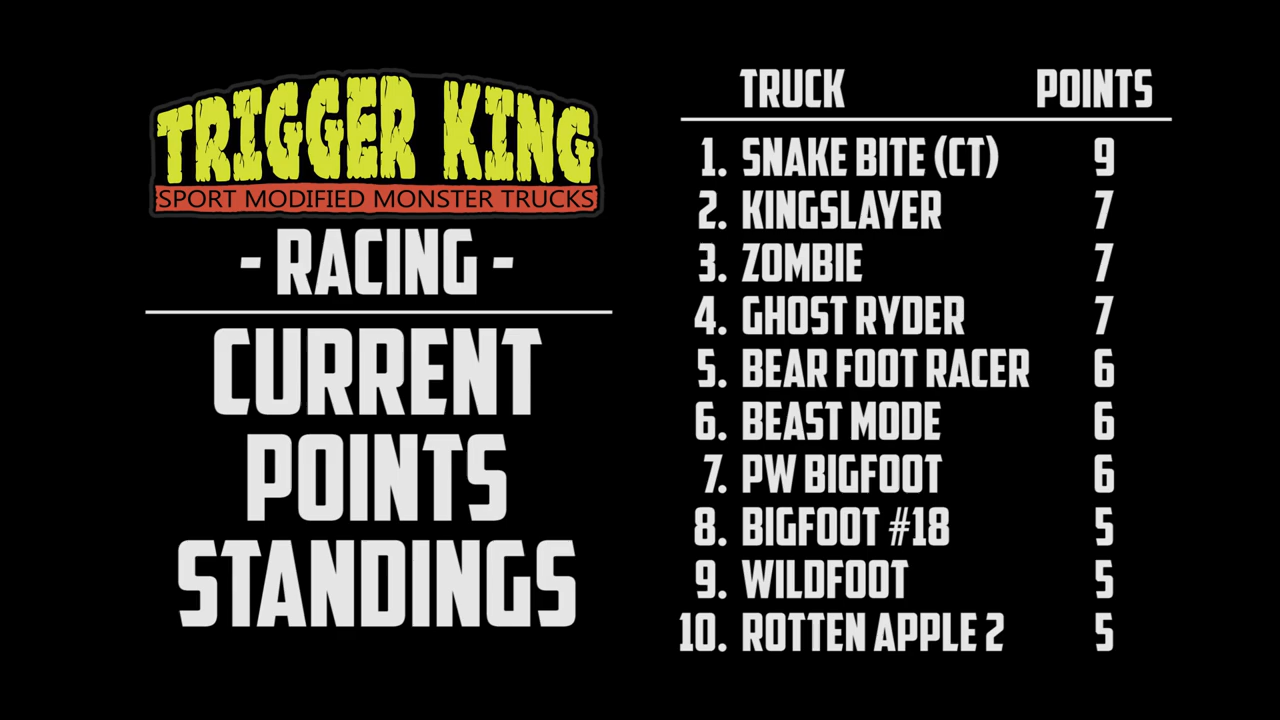 TRIGGER KING
SPORT MODIFIED MONSTER TRUCKS
- RACING -
CURRENT
POINTS
STANDINGS
TRUCK POINTS
1. SNAKE BITE (CT) 9
2. KINGSLAYER 7
3. ZOMBIE 7
4. GHOST RYDER 7
5. BEAR FOOT RACER 6
6. BEAST MODE 6
7. PW BIGFOOT 6
8. BIGFOOT #18 5
9. WILDFOOT 5
10. ROTTEN APPLE 2 5